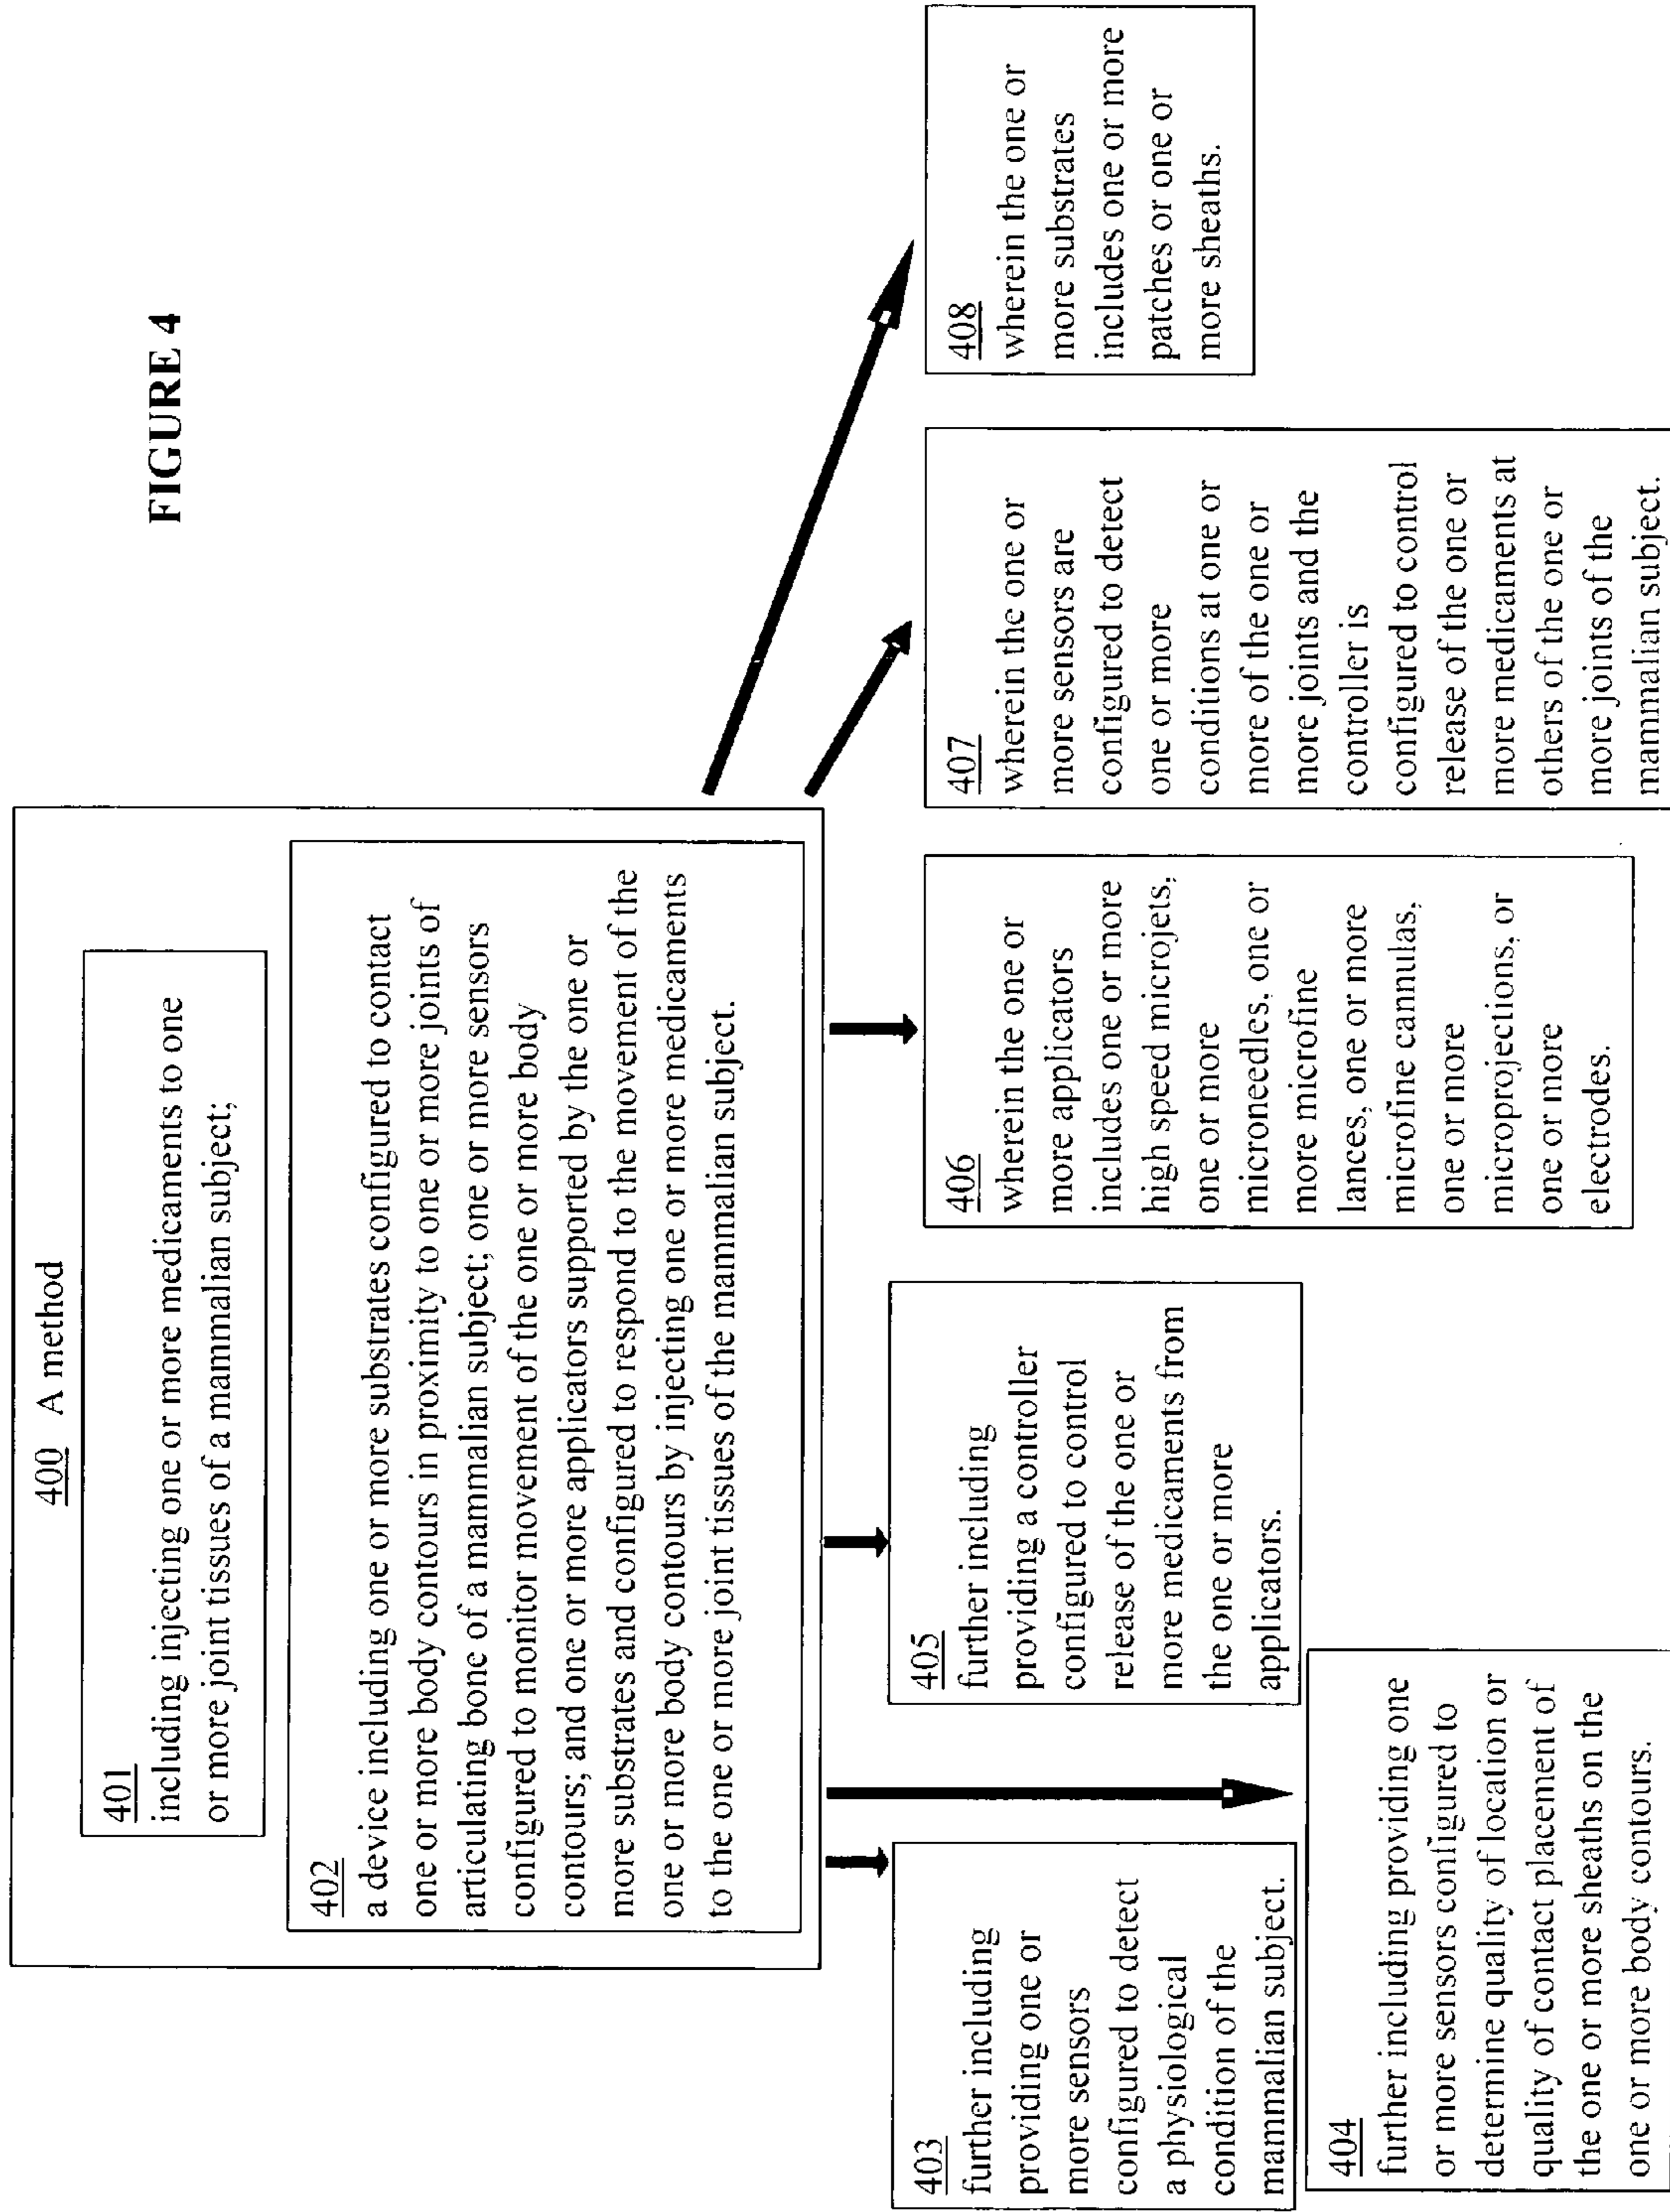 FIGURE 4
400 A method
401
including injecting one or more medicaments to one
or more joint tissues of a mammalian subject;
402
a device including one or more substrates configured to contact
one or more body contours in proximity to one or more joints of
articulating bone of a mammalian subject; one or more sensors
configured to monitor movement of the one or more body
contours; and one or more applicators supported by the one or
more substrates and configured to respond to the movement of the
one or more body contours by injecting one or more medicaments
to the one or more joint tissues of the mammalian subject.
403
further including
providing one or
more sensors
configured to detect
a physiological
condition of the
mammalian subject.
404
further including providing one
or more sensors configured to
determine quality of location or
quality of contact placement of
the one or more sheaths on the
one or more body contours.
405
further including
providing a controller
configured to control
release of the one or
more medicaments from
the one or more
applicators.
406
wherein the one or
more applicators
includes one or more
high speed microjets,
one or more
microneedles, one or
more microfine
lances, one or more
microfine cannulas,
one or more
microprojections, or
one or more
electrodes.
407
wherein the one or
more sensors are
configured to detect
one or more
conditions at one or
more of the one or
more joints and the
controller is
configured to control
release of the one or
more medicaments at
others of the one or
more joints of the
mammalian subject.
408
wherein the one or
more substrates
includes one or more
patches or one or
more sheaths.